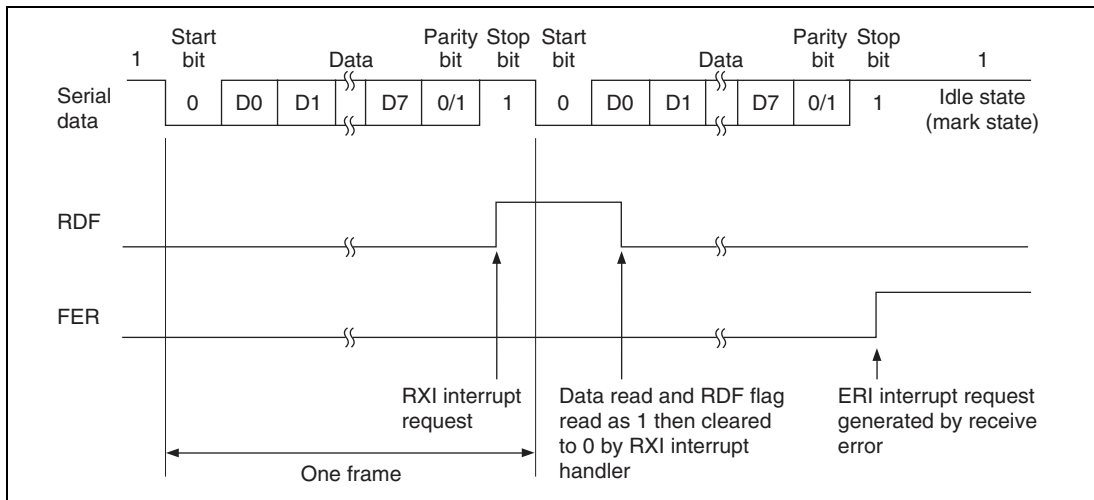 1 Start bit Data Parity bit Stop bit Start bit Data Parity bit Stop bit 1
Serial data 0 D0 D1 D7 0/1 1 0 D0 D1 D7 0/1 1 Idle state (mark state)
RDF
FER
RXI interrupt
request
Data read and RDF flag
read as 1 then cleared
to 0 by RXI interrupt
handler
ERI interrupt request
generated by receive
error
One frame